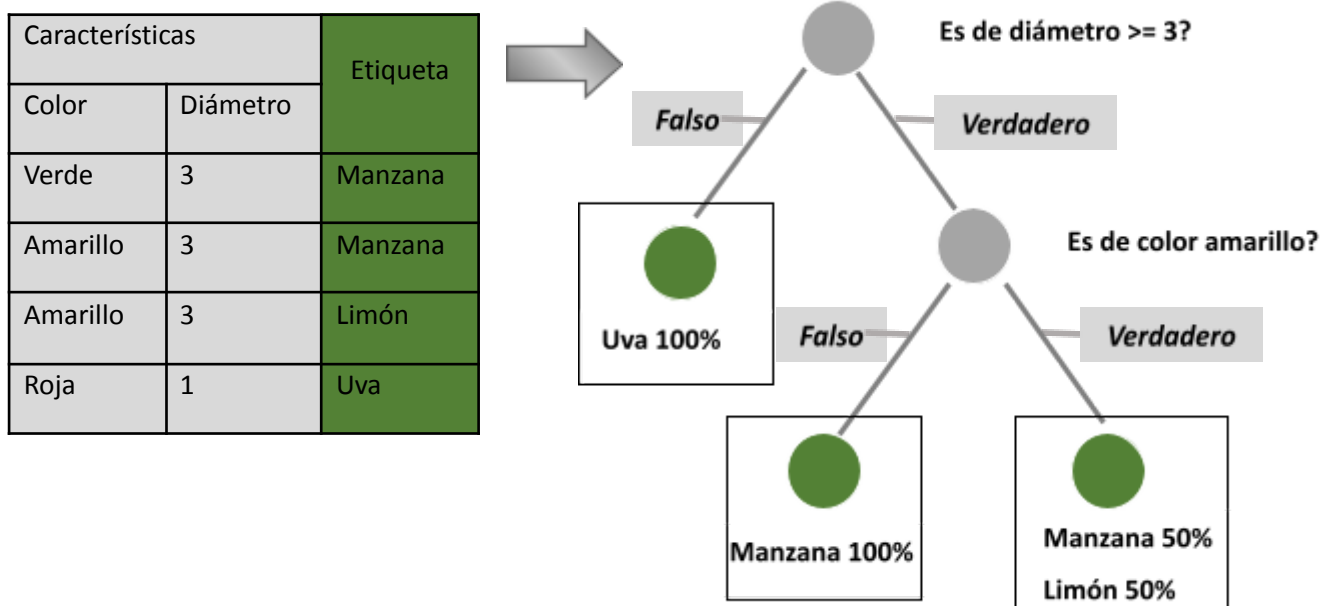 Características
Etiqueta
Color Diámetro
Verde 3 Manzana
Amarillo 3 Manzana
Amarillo 3 Limón
Roja 1 Uva
Es de diámetro >= 3?
Falso
Verdadero
Es de color amarillo?
Uva 100%
Falso
Verdadero
Manzana 100%
Manzana 50%
Limón 50%